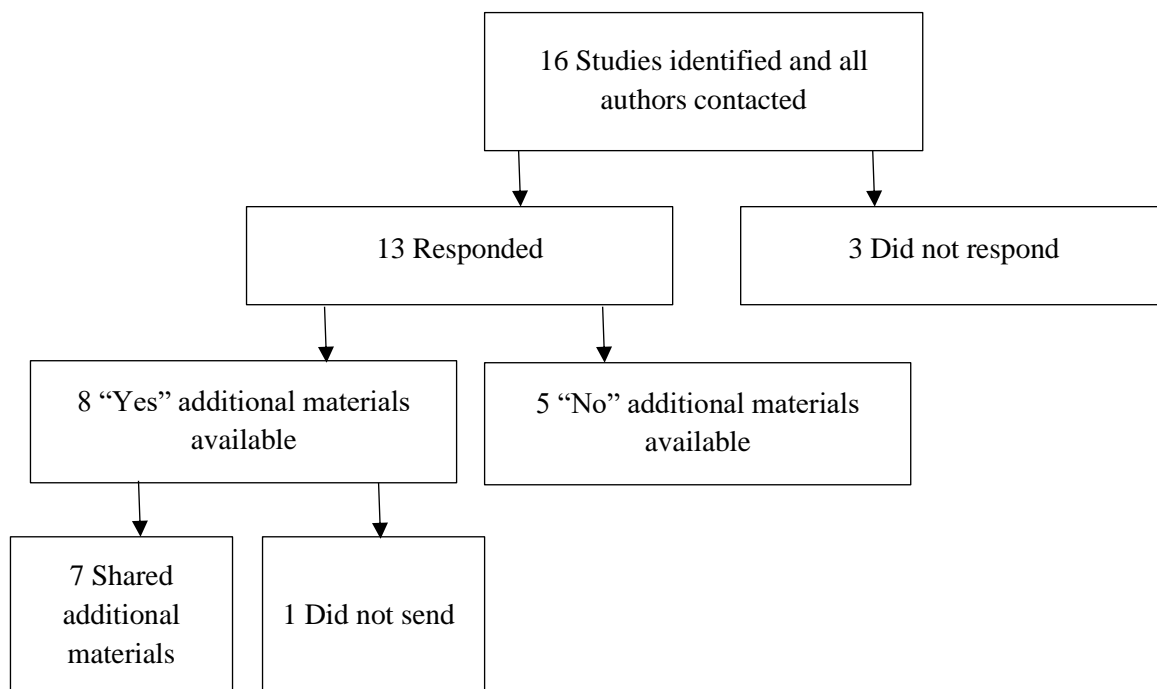 16 Studies identified and all
authors contacted
13 Responded
3 Did not respond
8 “Yes” additional materials
available
5 “No” additional materials
available
7 Shared
additional
materials
1 Did not send